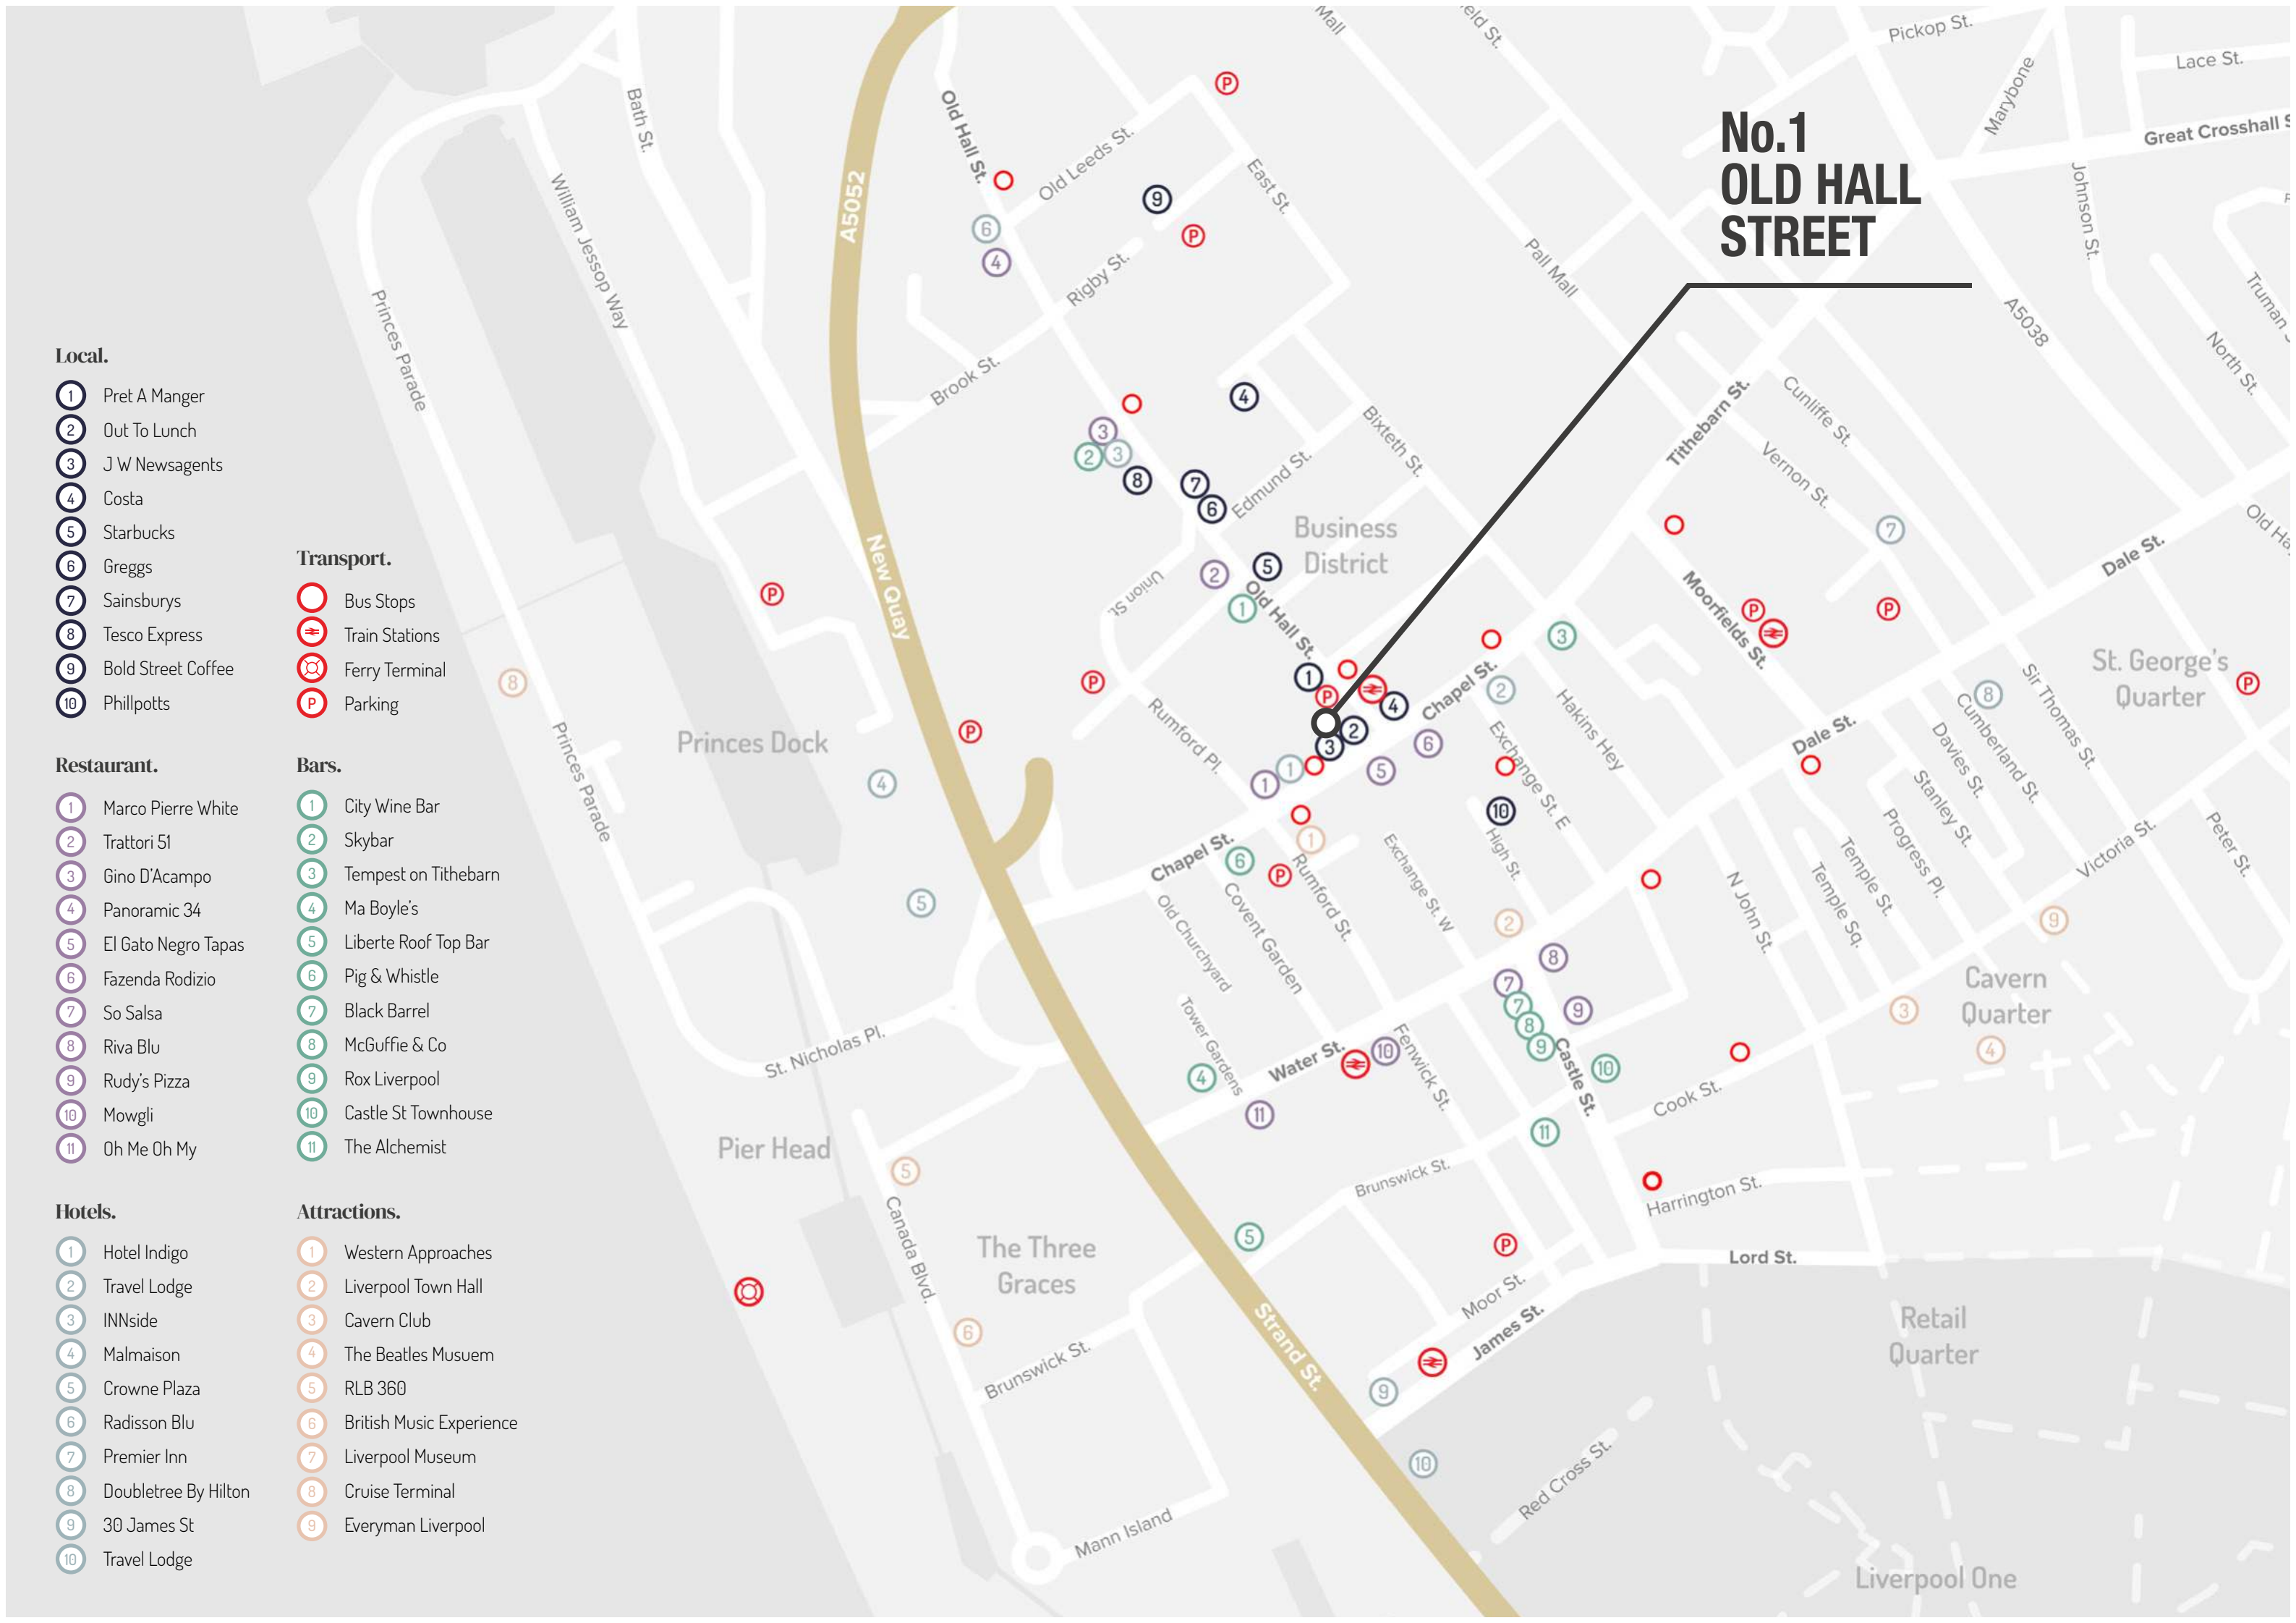 No.1
OLD HALL
STREET
Local.
1 Pret A Manger
2 Out To Lunch
3 J W Newsagents
4 Costa
5 Starbucks
6 Greggs
7 Sainsburys
8 Tesco Express
9 Bold Street Coffee
10 Phillpotts
Transport.
Bus Stops
Train Stations
Ferry Terminal
P Parking
Restaurant.
1 Marco Pierre White
2 Trattori 51
3 Gino D'Acampo
4 Panoramic 34
5 El Gato Negro Tapas
6 Fazenda Rodizio
7 So Salsa
8 Riva Blu
9 Rudy's Pizza
10 Mowgli
11 Oh Me Oh My
Bars.
1 City Wine Bar
2 Skybar
3 Tempest on Tithebarn
4 Ma Boyle's
5 Liberte Roof Top Bar
6 Pig & Whistle
7 Black Barrel
8 McGuffie & Co
9 Rox Liverpool
10 Castle St Townhouse
11 The Alchemist
Hotels.
1 Hotel Indigo
2 Travel Lodge
3 INNside
4 Malmaison
5 Crowne Plaza
6 Radisson Blu
7 Premier Inn
8 Doubletree By Hilton
9 30 James St
10 Travel Lodge
Attractions.
1 Western Approaches
2 Liverpool Town Hall
3 Cavern Club
4 The Beatles Musuem
5 RLB 360
6 British Music Experience
7 Liverpool Museum
8 Cruise Terminal
9 Everyman Liverpool
Mall
eld St.
Pickop St.
Lace St.
Marybone
Great Crosshall S
Johnson St.
Bath St.
Old Hall St.
Old Leeds St.
East St.
A5052
William Jessop Way
Rigby St.
Pall Mall
A5038
Truman
North St.
Princes Parade
Brook St.
Bixteth St.
Tithebarn St.
Cunliffe St.
Vernon St.
Edmund St.
Business
District
Old Ha
Dale St.
New Quay
Union St.
Old Hall St.
Moorfields St.
St. George's
Quarter
Chapel St.
Hakins Hey
Sir Thomas St.
Cumberland St.
Davies St.
Stanley St.
Dale St.
Princes Dock
Princes Parade
Rumford Pl.
Exchange St. E
High St.
Exchange St. W
Chapel St.
Rumford St.
Covent Garden
Old Churchyard
Progress Pl.
Temple St.
Temple Sq.
N John St.
Victoria St.
Peter St.
Cavern
Quarter
Tower Gardens
Water St.
Fenwick St.
Castle St.
Cook St.
St. Nicholas Pl.
Pier Head
Canada Blvd.
The Three
Graces
Brunswick St.
Harrington St.
Lord St.
Moor St.
James St.
Strand St.
Brunswick St.
Retail
Quarter
Red Cross St.
Mann Island
Liverpool One